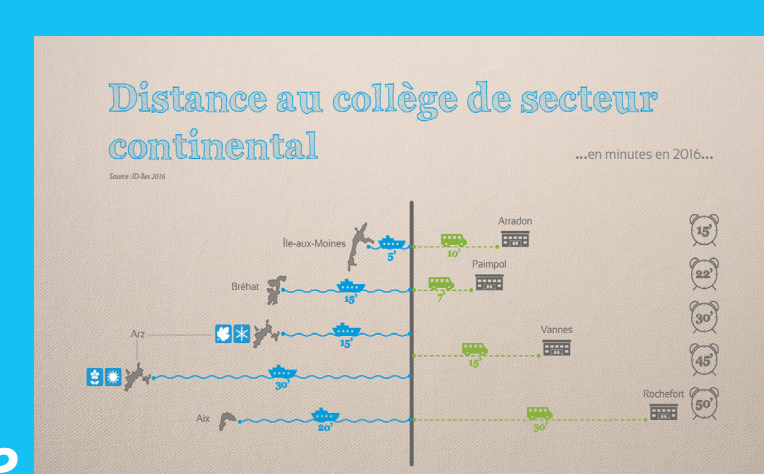 Distance au collège de secteur
continental
...en minutes en 2016...
Source : ID-Îles 2016
Arradon
Île-aux-Moines
5'
10'
15'
Paimpol
Bréhat
15'
7'
22'
Arz
15'
Vannes
30'
15'
30'
45'
Rochefort
Aix
20'
30'
50'